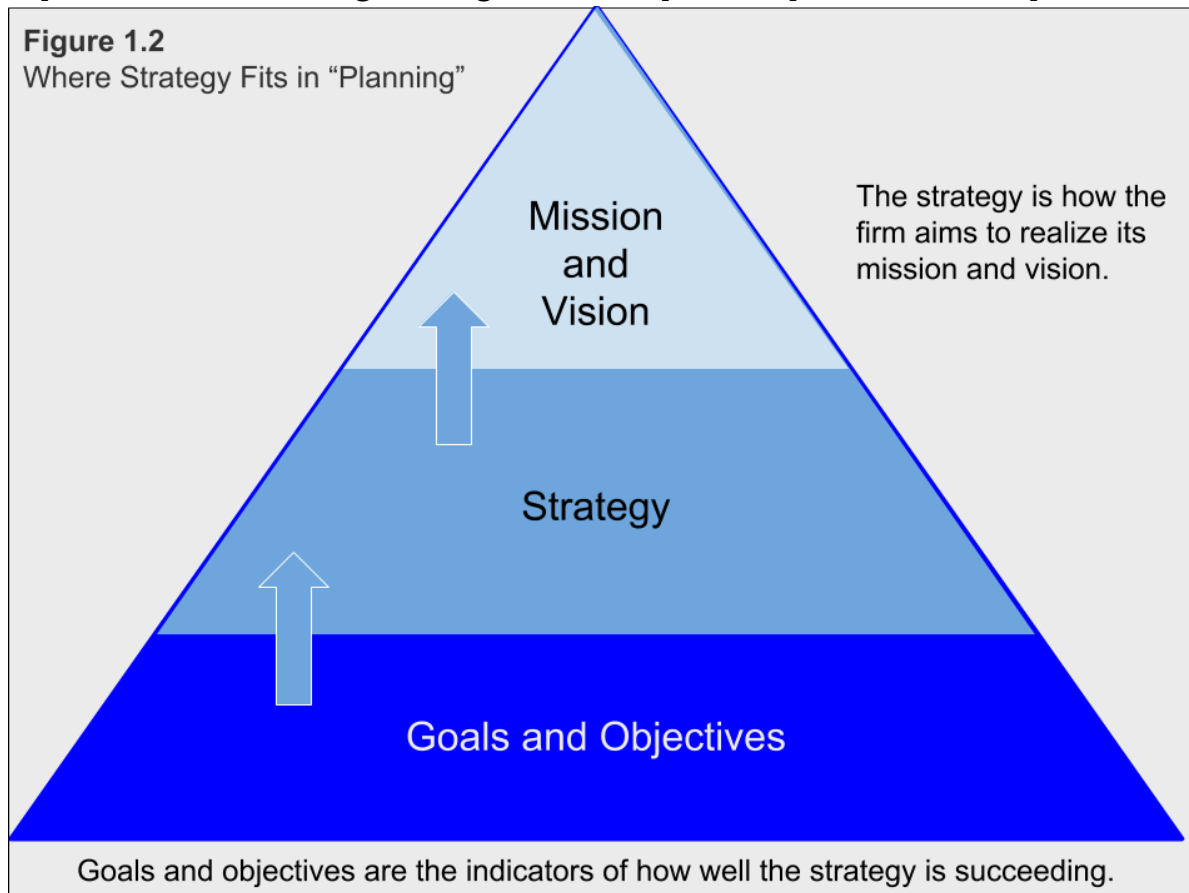 Figure 1.2
Where Strategy Fits in “Planning”
Mission
and
Vision
The strategy is how the
firm aims to realize its
mission and vision.
Strategy
Goals and Objectives
Goals and objectives are the indicators of how well the strategy is succeeding.